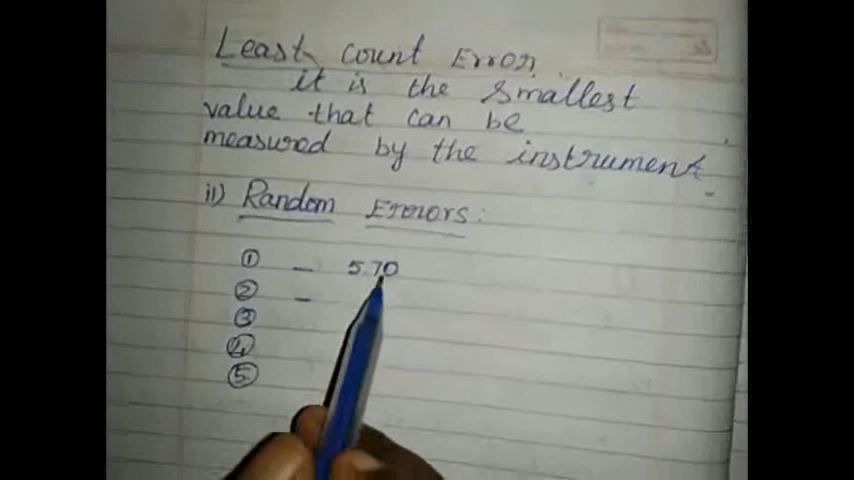 Least count Error
it is the smallest
value that can be
measured by the instrument.
ii) Random Errors:
① — 5.70
② —
③
④
⑤